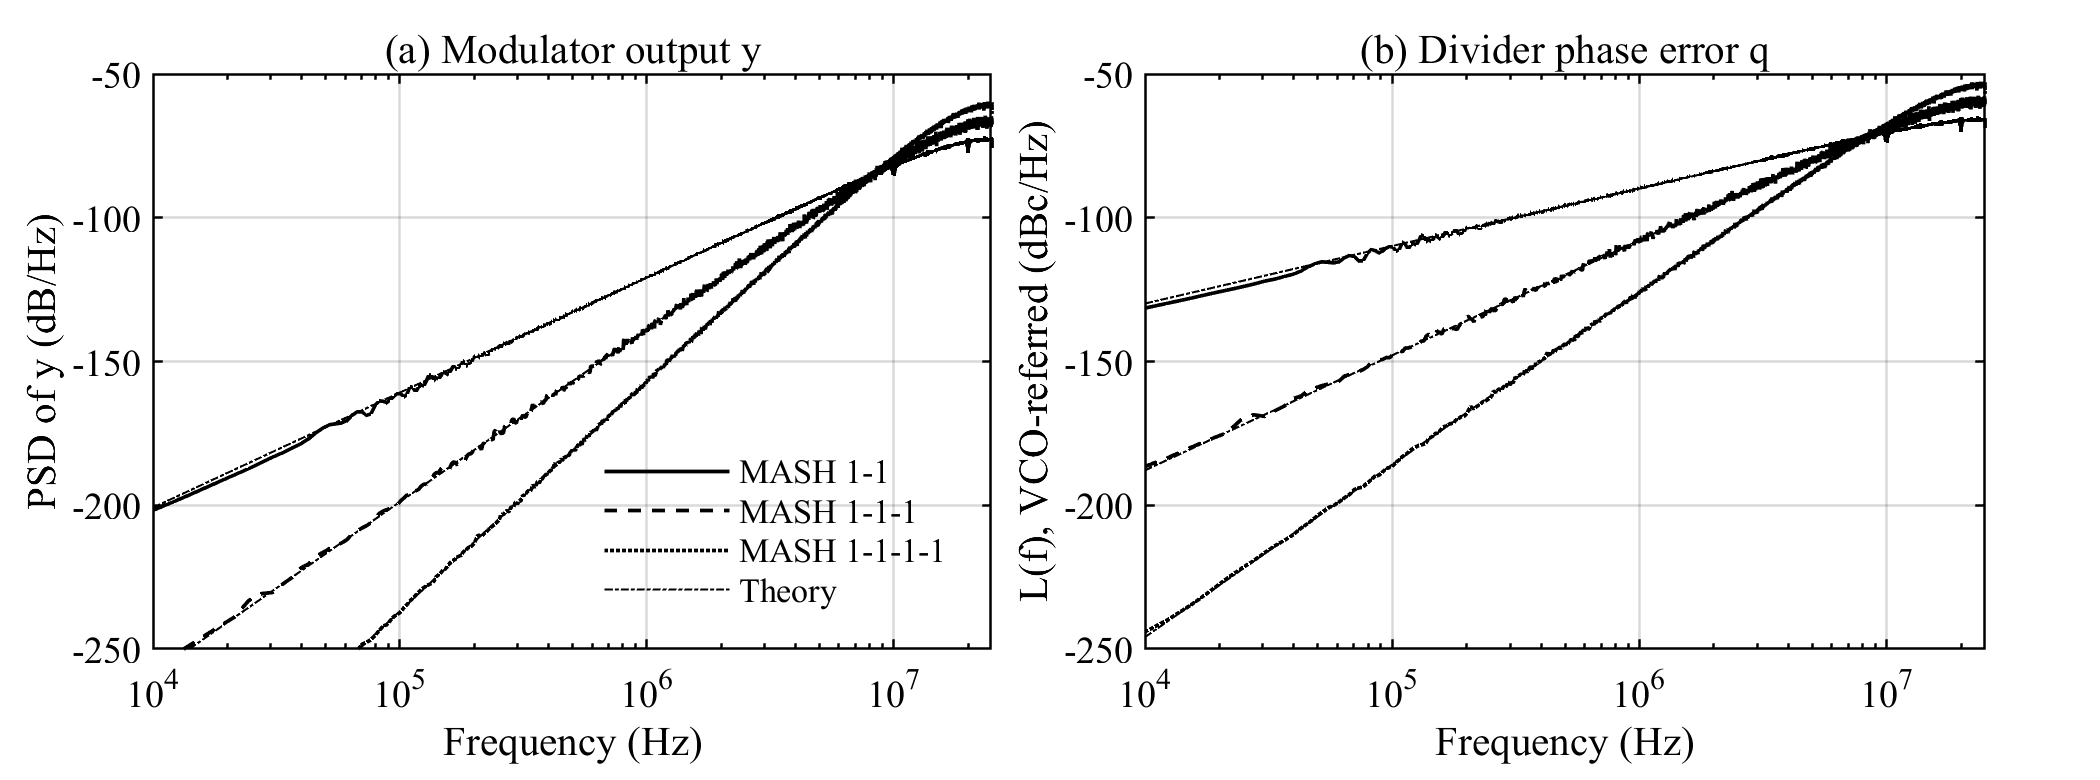 (a) Modulator output y
PSD of y (dB/Hz)
-50
-100
-150
-200
-250
10^4
10^5
10^6
10^7
Frequency (Hz)
MASH 1-1
MASH 1-1-1
MASH 1-1-1-1
Theory
(b) Divider phase error q
L(f), VCO-referred (dBc/Hz)
-50
-100
-150
-200
-250
10^4
10^5
10^6
10^7
Frequency (Hz)